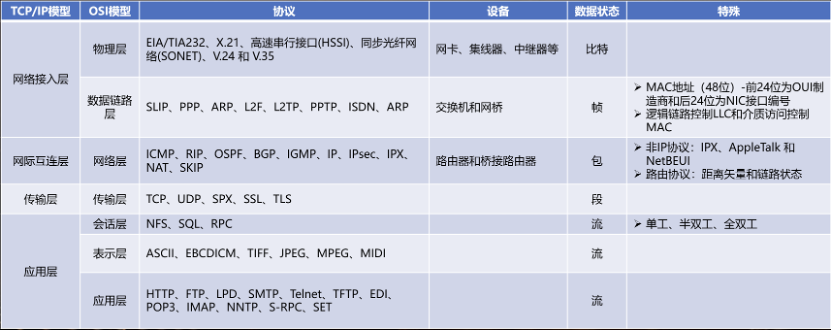 TCP/IP模型 OSI模型 协议 设备 数据状态 特殊
网络接入层
物理层
EIA/TIA232、X.21、高速串行接口(HSSI)、同步光纤网
络(SONET)、V.24 和 V.35
网卡、集线器、中继器等
比特
数据链路
层
SLIP、PPP、ARP、L2F、L2TP、PPTP、ISDN、ARP
交换机和网桥
帧
➢ MAC地址（48位）-前24位为OUI制
造商和后24位为NIC接口编号
➢ 逻辑链路控制LLC和介质访问控制
MAC
网际互连层
网络层
ICMP、RIP、OSPF、BGP、IGMP、IP、IPsec、IPX、
NAT、SKIP
路由器和桥接路由器
包
➢ 非IP协议：IPX、AppleTalk 和
NetBEUI
➢ 路由协议：距离矢量和链路状态
传输层 传输层 TCP、UDP、SPX、SSL、TLS 段
应用层
会话层 NFS、SQL、RPC 流 ➢ 单工、半双工、全双工
表示层 ASCII、EBCDICM、TIFF、JPEG、MPEG、MIDI 流
应用层
HTTP、FTP、LPD、SMTP、Telnet、TFTP、EDI、
POP3、IMAP、NNTP、S-RPC、SET
流